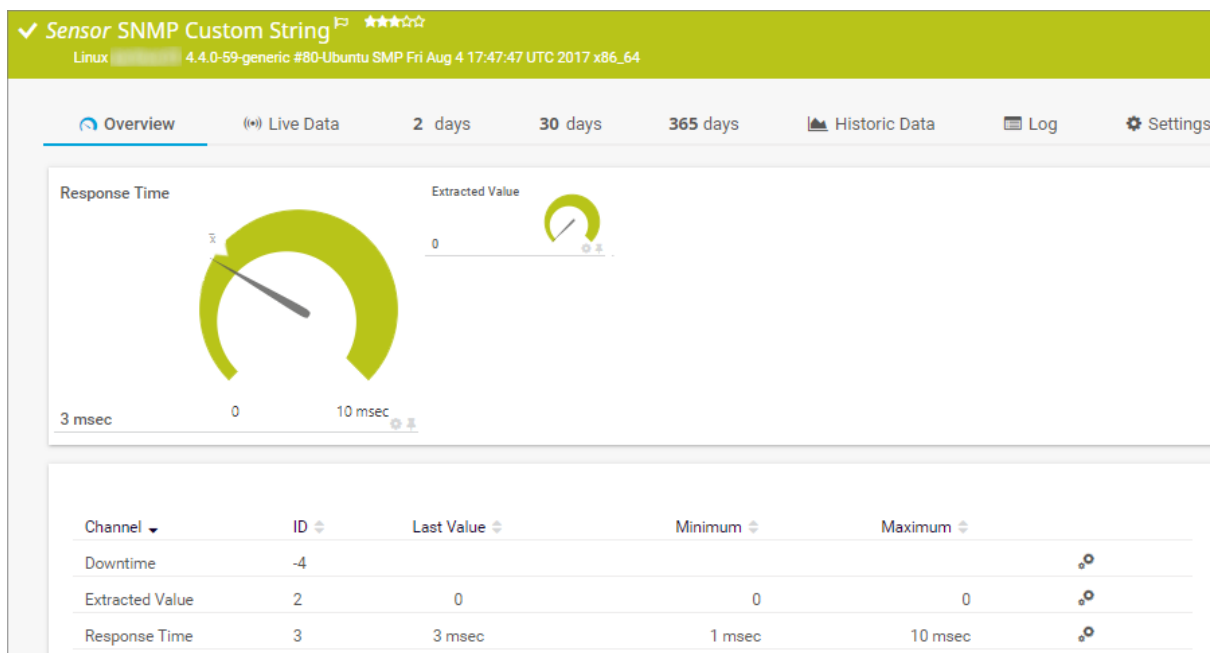 Sensor SNMP Custom String
Linux 4.4.0-59-generic #80-Ubuntu SMP Fri Aug 4 17:47:47 UTC 2017 x86_64
Overview Live Data 2 days 30 days 365 days Historic Data Log Settings
Response Time
Extracted Value
x̄
0
0 10 msec
3 msec
Channel ID Last Value Minimum Maximum
Downtime -4
Extracted Value 2 0 0 0
Response Time 3 3 msec 1 msec 10 msec